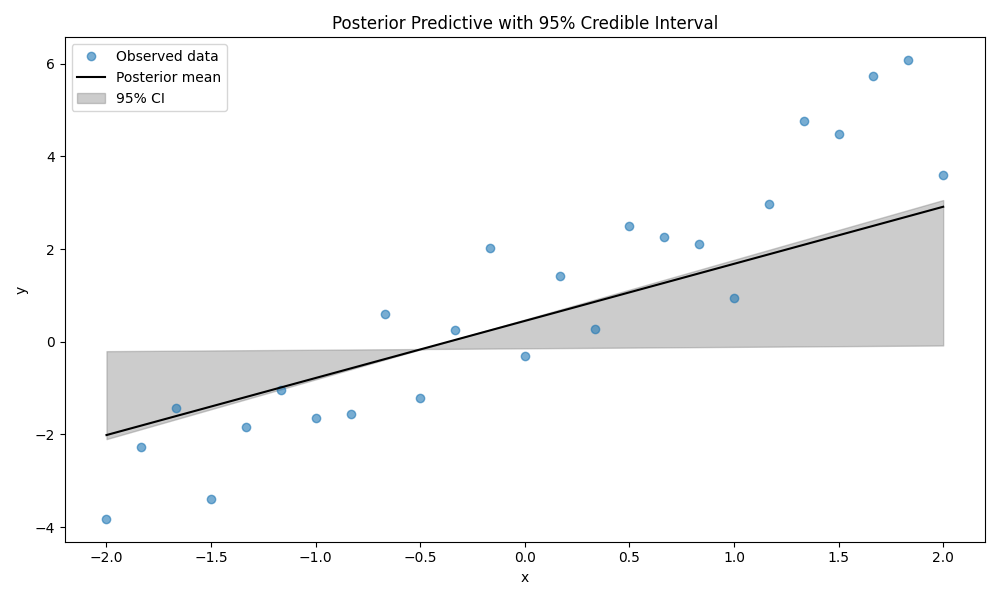 Posterior Predictive with 95% Credible Interval
Observed data
Posterior mean
95% CI
y
6
4
2
0
−2
−4
−2.0 −1.5 −1.0 −0.5 0.0 0.5 1.0 1.5 2.0
x